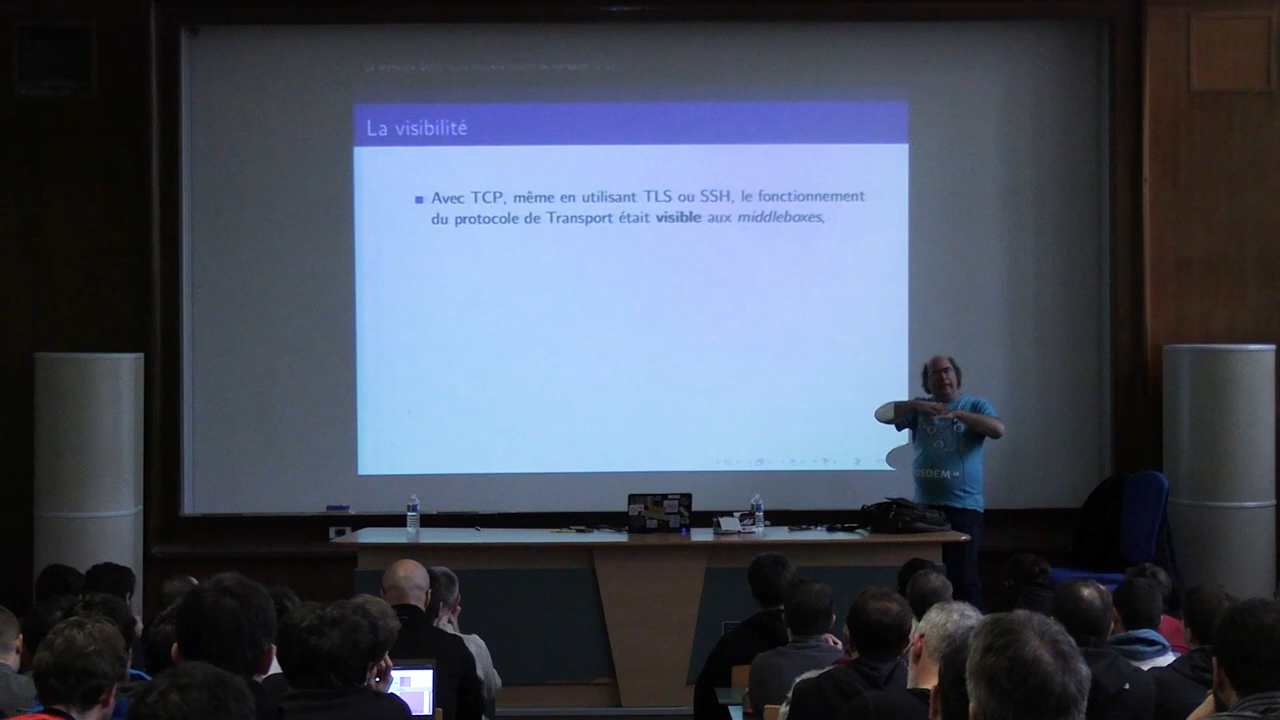 La visibilité
Avec TCP, même en utilisant TLS ou SSH, le fonctionnement
du protocole de Transport était visible aux middleboxes,